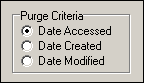 Purge Criteria
Date Accessed
Date Created
Date Modified